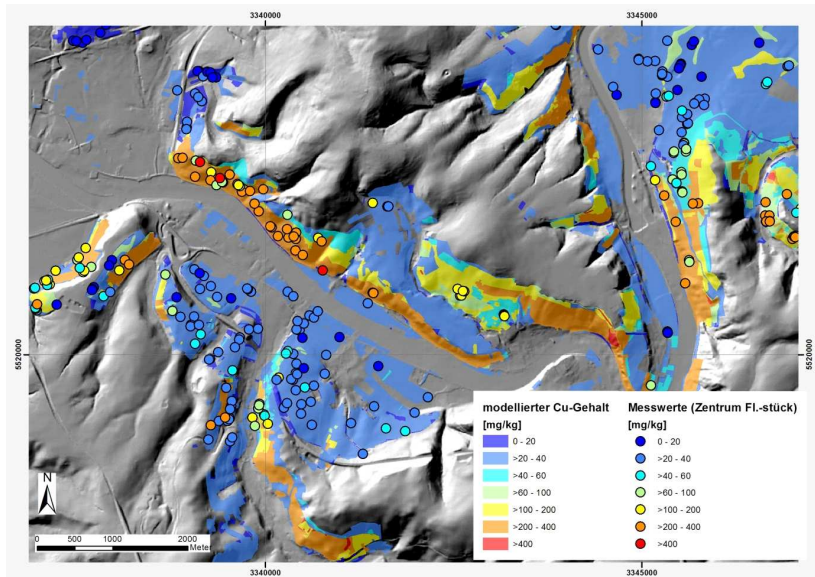 3340000 3345000
5520000 5520000
N
0 500 1000 2000
Meter
modellierter Cu-Gehalt
[mg/kg]
0 - 20
>20 - 40
>40 - 60
>60 - 100
>100 - 200
>200 - 400
>400
Messwerte (Zentrum Fl.-stück)
[mg/kg]
0 - 20
>20 - 40
>40 - 60
>60 - 100
>100 - 200
>200 - 400
>400
3340000 3345000